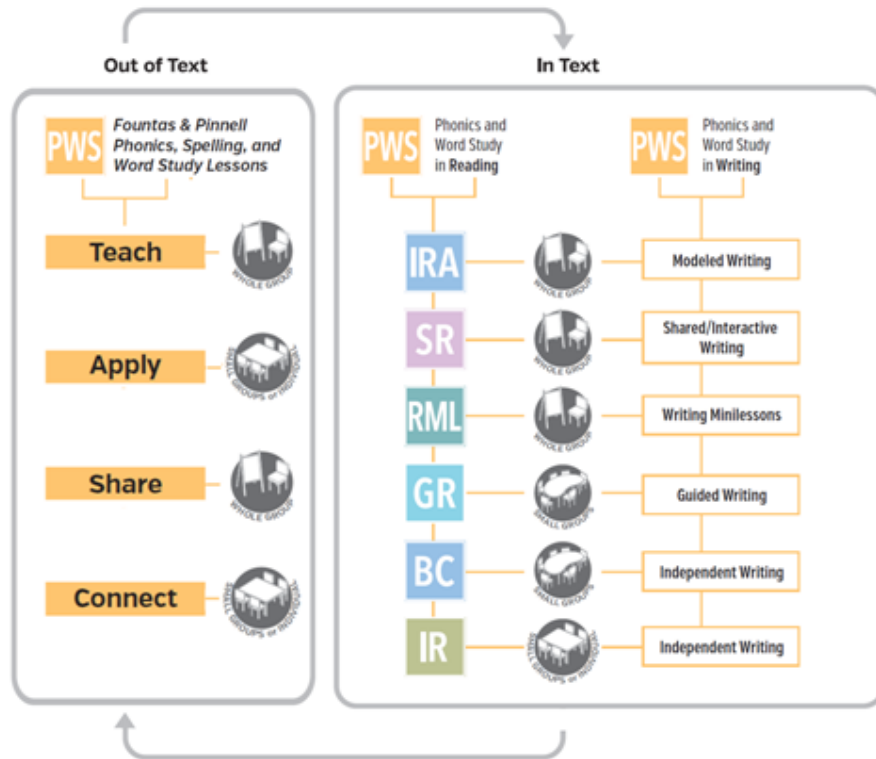 Out of Text
In Text
PWS
Fountas & Pinnell
Phonics, Spelling, and
Word Study Lessons
Teach
WHOLE GROUP
Apply
SMALL GROUPS or INDIVIDUAL
Share
WHOLE GROUP
Connect
SMALL GROUPS or INDIVIDUAL
PWS
Phonics and
Word Study
in Reading
PWS
Phonics and
Word Study
in Writing
IRA
WHOLE GROUP
Modeled Writing
SR
WHOLE GROUP
Shared/Interactive
Writing
RML
WHOLE GROUP
Writing Minilessons
GR
SMALL GROUPS
Guided Writing
BC
SMALL GROUPS
Independent Writing
IR
SMALL GROUPS or INDIVIDUAL
Independent Writing